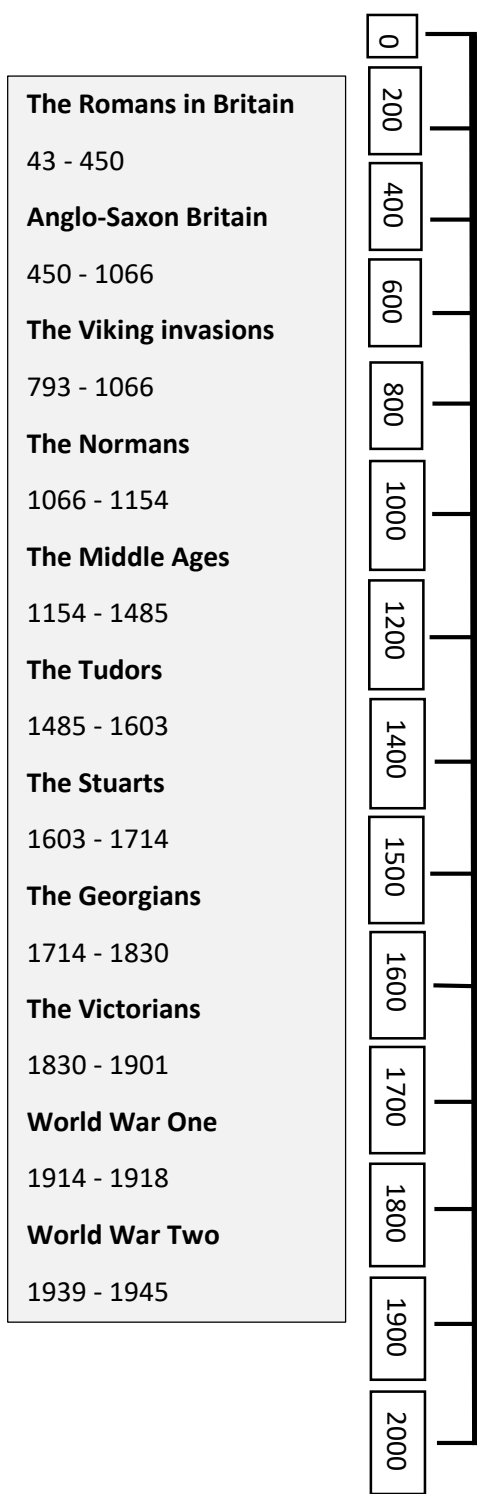 The Romans in Britain
43 - 450
Anglo-Saxon Britain
450 - 1066
The Viking invasions
793 - 1066
The Normans
1066 - 1154
The Middle Ages
1154 - 1485
The Tudors
1485 - 1603
The Stuarts
1603 - 1714
The Georgians
1714 - 1830
The Victorians
1830 - 1901
World War One
1914 - 1918
World War Two
1939 - 1945
0
200
400
600
800
1000
1200
1400
1500
1600
1700
1800
1900
2000